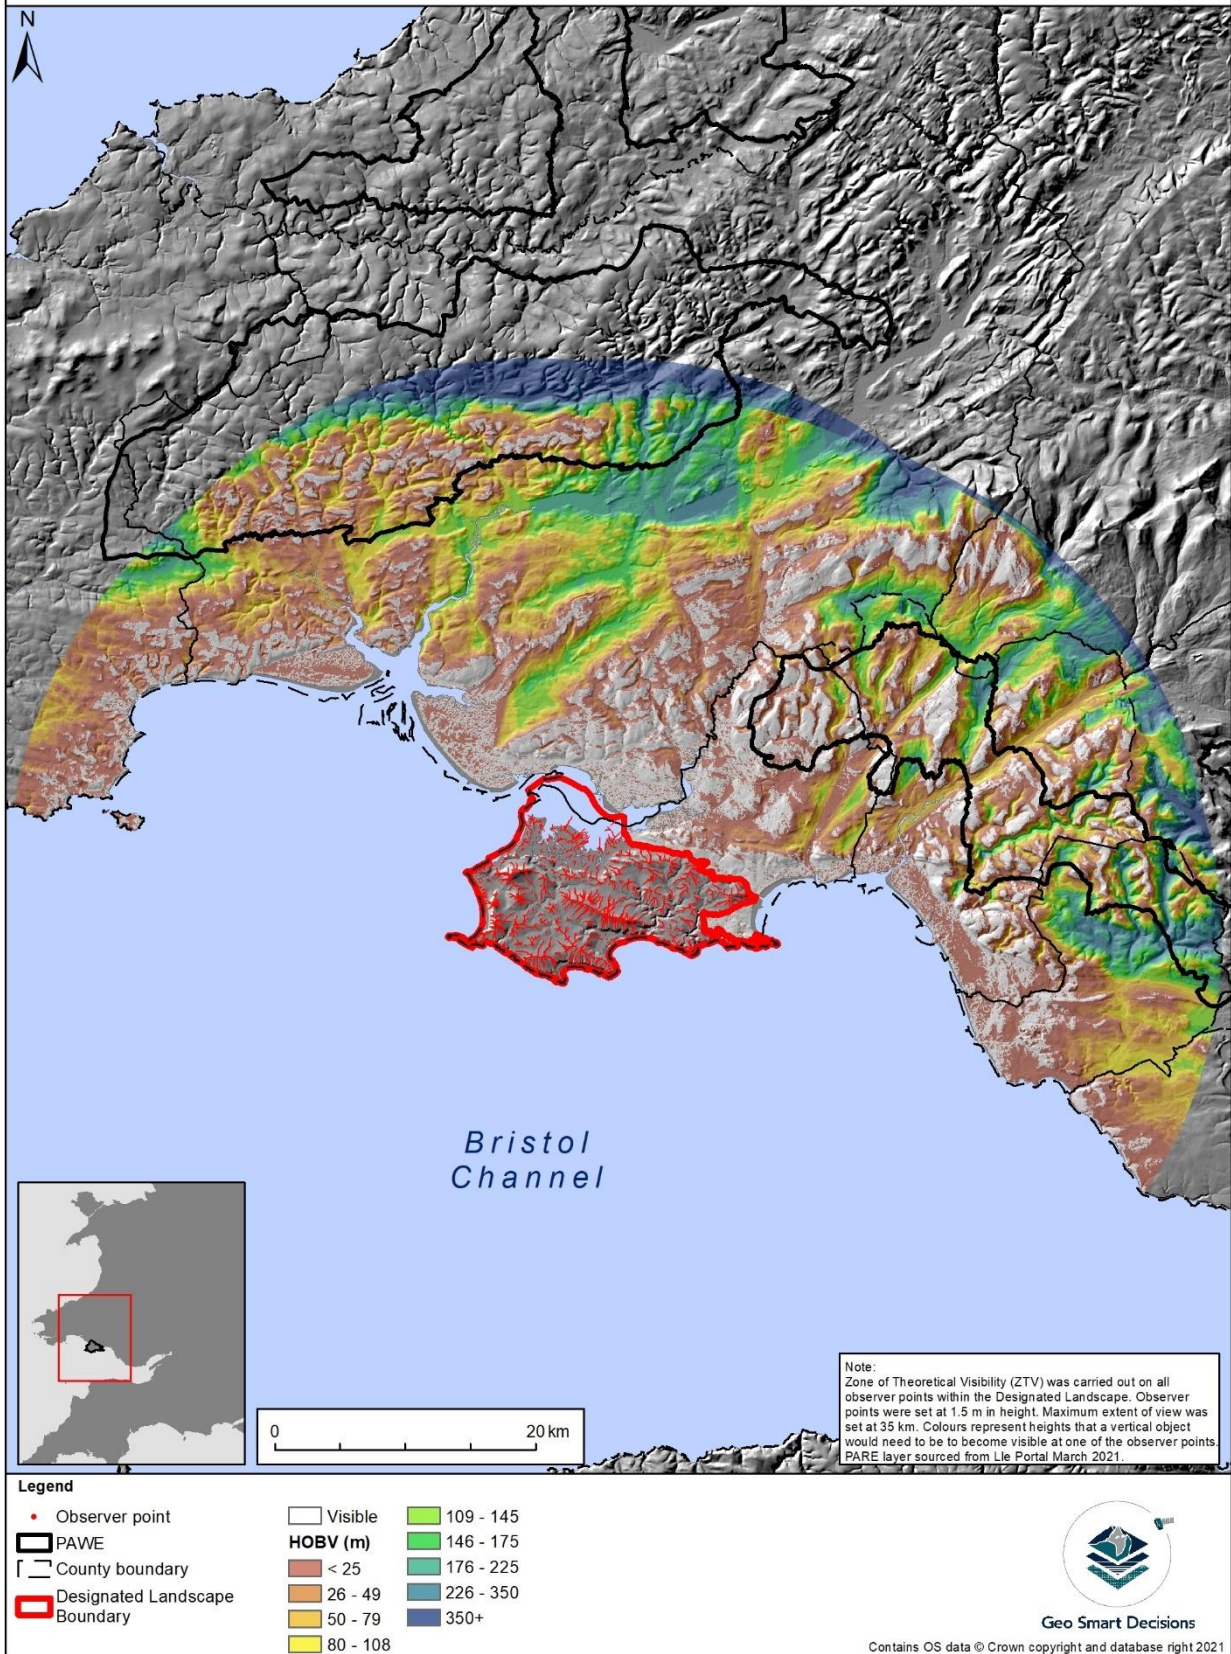 N
Bristol
Channel
0 20 km
Note:
Zone of Theoretical Visibility (ZTV) was carried out on all
observer points within the Designated Landscape. Observer
points were set at 1.5 m in height. Maximum extent of view was
set at 35 km. Colours represent heights that a vertical object
would need to be to become visible at one of the observer points.
PARE layer sourced from Lle Portal March 2021.
Legend
Observer point
PAWE
County boundary
Designated Landscape
Boundary
Visible
HOBV (m)
< 25
26 - 49
50 - 79
80 - 108
109 - 145
146 - 175
176 - 225
226 - 350
350+
Geo Smart Decisions
Contains OS data © Crown copyright and database right 2021